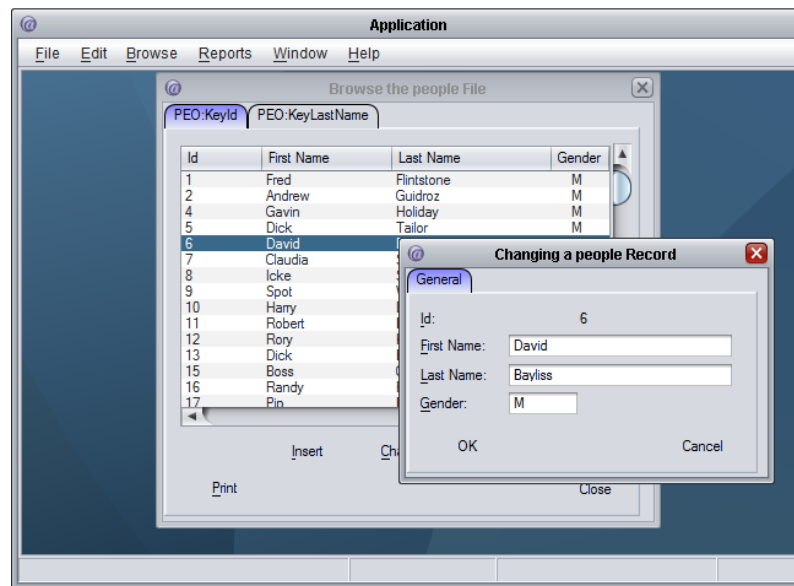 Application
File Edit Browse Reports Window Help
Browse the people File
PEO:KeyId PEO:KeyLastName
Id First Name Last Name Gender
1 Fred Flintstone M
2 Andrew Guidroz M
4 Gavin Holiday M
5 Dick Tailor M
6 David
7 Claudia
8 Icke
9 Spot
10 Harry
11 Robert
12 Rory
13 Dick
15 Boss
16 Randy
17 Pin
Insert
Print Close
Changing a people Record
General
Id: 6
First Name: David
Last Name: Bayliss
Gender: M
OK Cancel